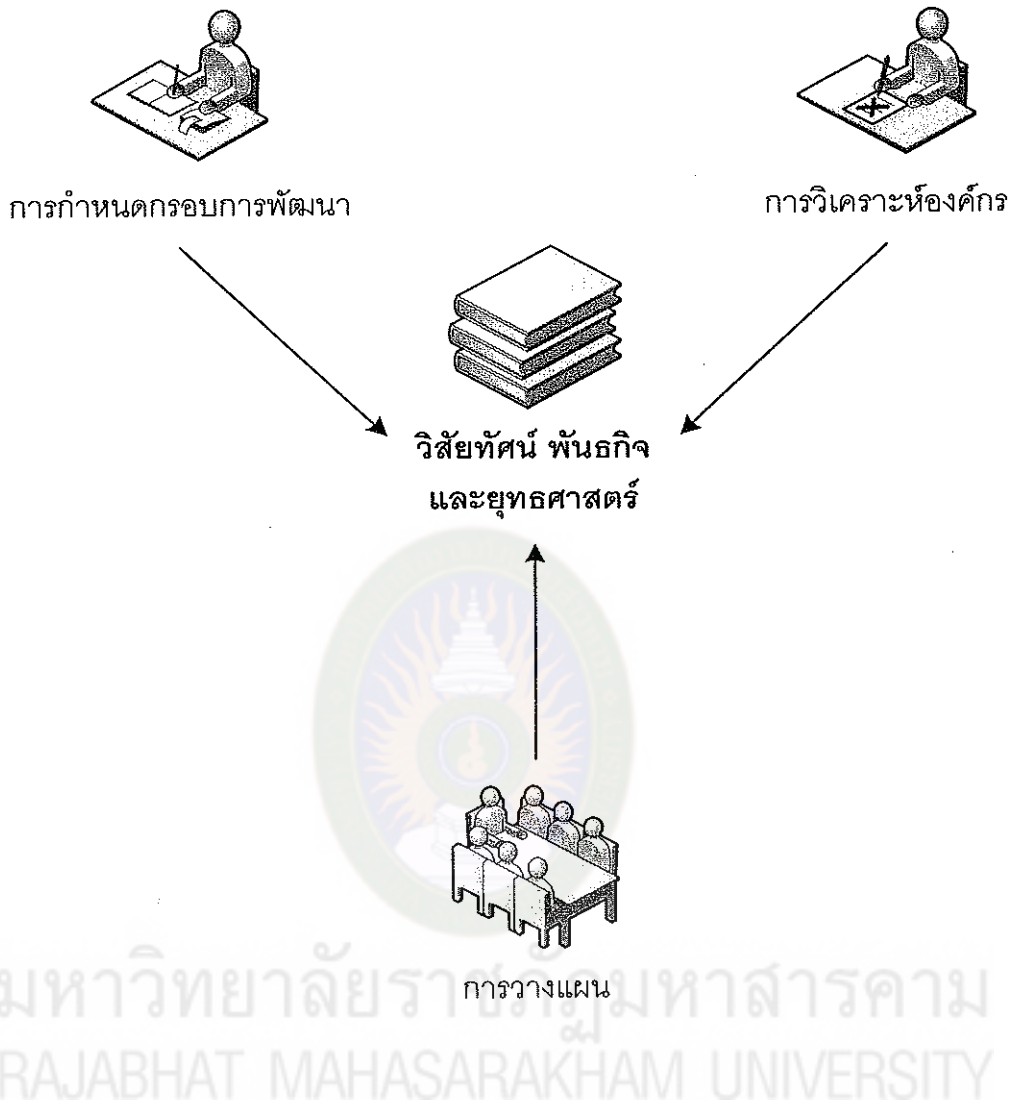 การกำหนดกรอบการพัฒนา
การวิเคราะห์องค์กร
วิสัยทัศน์ พันธกิจ
และยุทธศาสตร์
การวางแผน
มหาวิทยาลัยราชภัฏมหาสารคาม
RAJABHAT MAHASARAKHAM UNIVERSITY